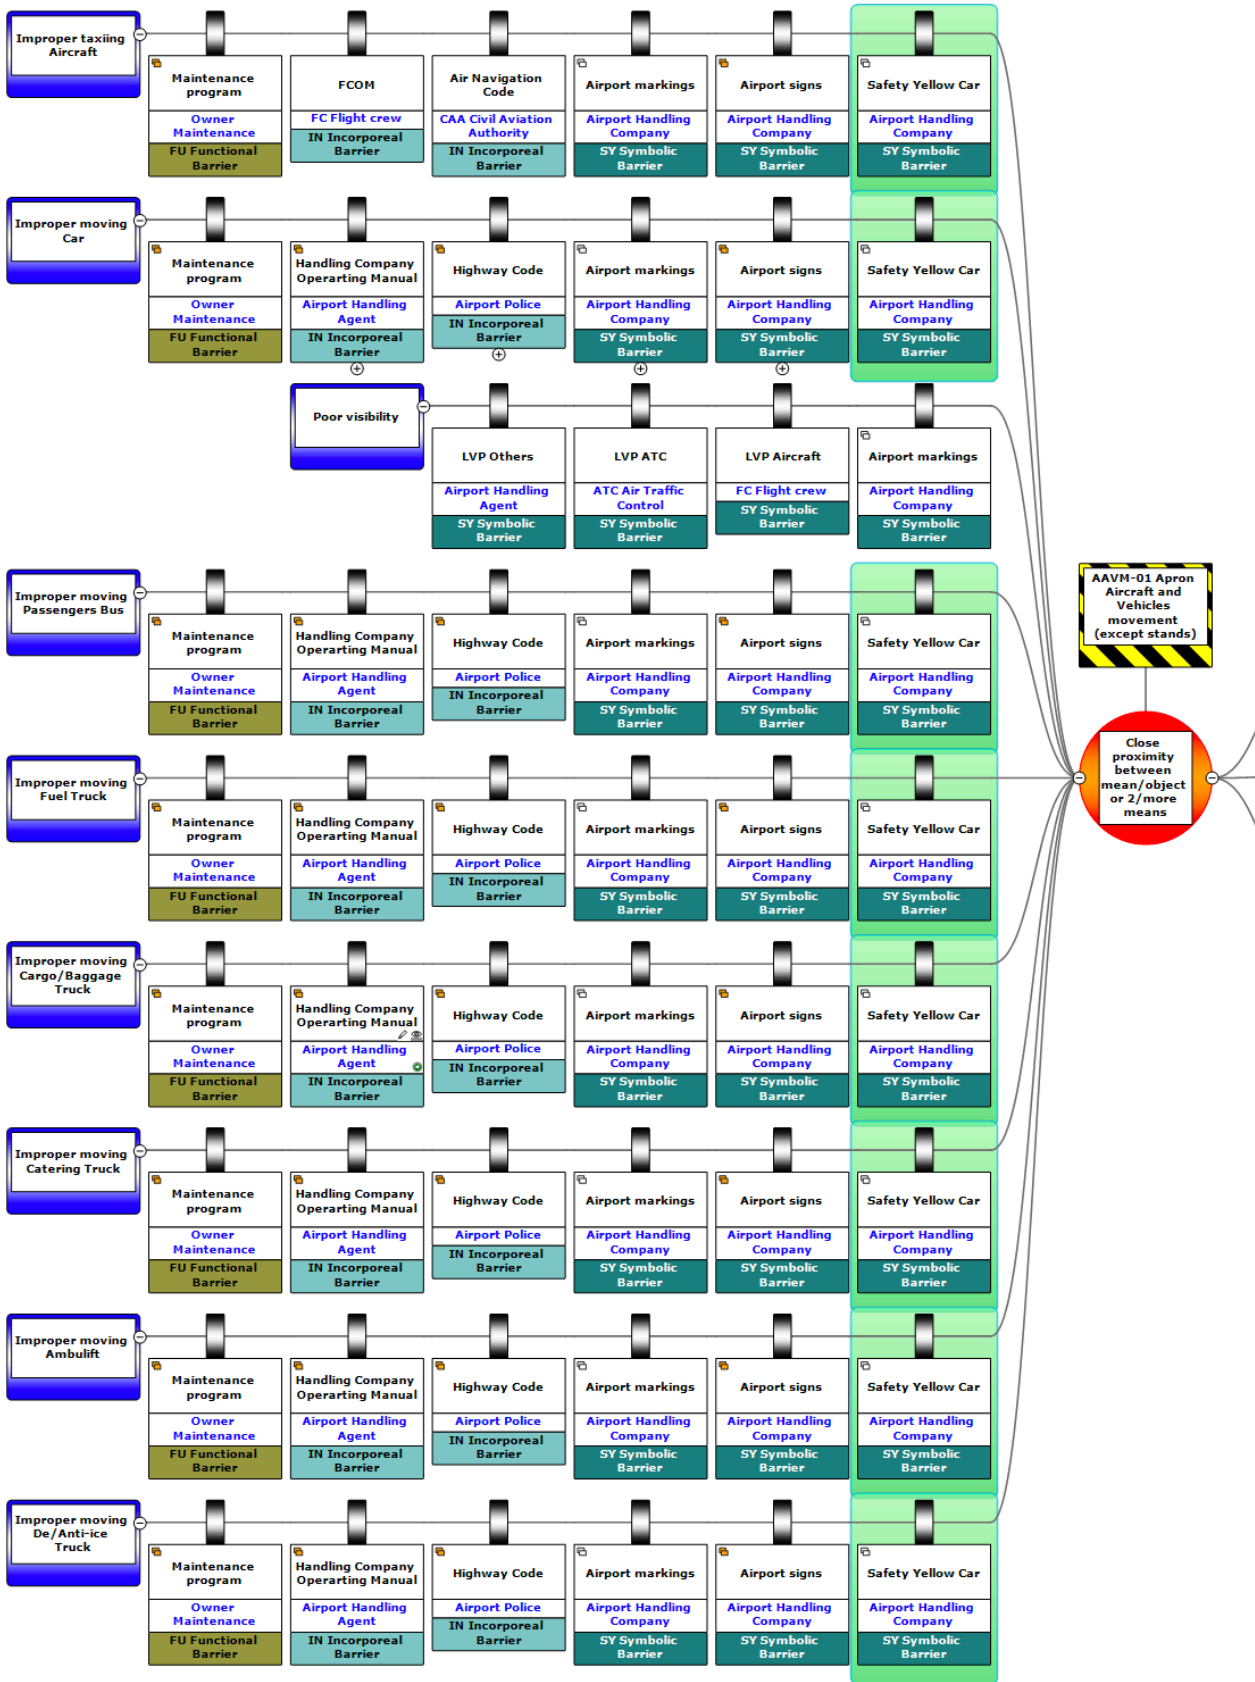 Improper taxiing
Aircraft
Maintenance
program
Owner
Maintenance
FU Functional
Barrier
FCOM
FC Flight crew
IN Incorporeal
Barrier
Air Navigation
Code
CAA Civil Aviation
Authority
IN Incorporeal
Barrier
Airport markings
Airport Handling
Company
SY Symbolic
Barrier
Airport signs
Airport Handling
Company
SY Symbolic
Barrier
Safety Yellow Car
Airport Handling
Company
SY Symbolic
Barrier
Improper moving
Car
Maintenance
program
Owner
Maintenance
FU Functional
Barrier
Handling Company
Operating Manual
Airport Handling
Agent
IN Incorporeal
Barrier
Highway Code
Airport Police
IN Incorporeal
Barrier
Airport markings
Airport Handling
Company
SY Symbolic
Barrier
Airport signs
Airport Handling
Company
SY Symbolic
Barrier
Safety Yellow Car
Airport Handling
Company
SY Symbolic
Barrier
Poor visibility
LVP Others
Airport Handling
Agent
SY Symbolic
Barrier
LVP ATC
ATC Air Traffic
Control
SY Symbolic
Barrier
LVP Aircraft
FC Flight crew
SY Symbolic
Barrier
Airport markings
Airport Handling
Company
SY Symbolic
Barrier
Improper moving
Passengers Bus
Maintenance
program
Owner
Maintenance
FU Functional
Barrier
Handling Company
Operating Manual
Airport Handling
Agent
IN Incorporeal
Barrier
Highway Code
Airport Police
IN Incorporeal
Barrier
Airport markings
Airport Handling
Company
SY Symbolic
Barrier
Airport signs
Airport Handling
Company
SY Symbolic
Barrier
Safety Yellow Car
Airport Handling
Company
SY Symbolic
Barrier
Improper moving
Fuel Truck
Maintenance
program
Owner
Maintenance
FU Functional
Barrier
Handling Company
Operating Manual
Airport Handling
Agent
IN Incorporeal
Barrier
Highway Code
Airport Police
IN Incorporeal
Barrier
Airport markings
Airport Handling
Company
SY Symbolic
Barrier
Airport signs
Airport Handling
Company
SY Symbolic
Barrier
Safety Yellow Car
Airport Handling
Company
SY Symbolic
Barrier
Improper moving
Cargo/Baggage
Truck
Maintenance
program
Owner
Maintenance
FU Functional
Barrier
Handling Company
Operating Manual
Airport Handling
Agent
IN Incorporeal
Barrier
Highway Code
Airport Police
IN Incorporeal
Barrier
Airport markings
Airport Handling
Company
SY Symbolic
Barrier
Airport signs
Airport Handling
Company
SY Symbolic
Barrier
Safety Yellow Car
Airport Handling
Company
SY Symbolic
Barrier
Improper moving
Catering Truck
Maintenance
program
Owner
Maintenance
FU Functional
Barrier
Handling Company
Operating Manual
Airport Handling
Agent
IN Incorporeal
Barrier
Highway Code
Airport Police
IN Incorporeal
Barrier
Airport markings
Airport Handling
Company
SY Symbolic
Barrier
Airport signs
Airport Handling
Company
SY Symbolic
Barrier
Safety Yellow Car
Airport Handling
Company
SY Symbolic
Barrier
Improper moving
Ambulift
Maintenance
program
Owner
Maintenance
FU Functional
Barrier
Handling Company
Operarting Manual
Airport Handling
Agent
IN Incorporeal
Barrier
Highway Code
Airport Police
IN Incorporeal
Barrier
Airport markings
Airport Handling
Company
SY Symbolic
Barrier
Airport signs
Airport Handling
Company
SY Symbolic
Barrier
Safety Yellow Car
Airport Handling
Company
SY Symbolic
Barrier
Improper moving
De/Anti-ice
Truck
Maintenance
program
Owner
Maintenance
FU Functional
Barrier
Handling Company
Operating Manual
Airport Handling
Agent
IN Incorporeal
Barrier
Highway Code
Airport Police
IN Incorporeal
Barrier
Airport markings
Airport Handling
Company
SY Symbolic
Barrier
Airport signs
Airport Handling
Company
SY Symbolic
Barrier
Safety Yellow Car
Airport Handling
Company
SY Symbolic
Barrier
AAVM-01 Apron
Aircraft and
Vehicles
movement
(except stands)
Close
proximity
between
mean/object
or 2/more
means